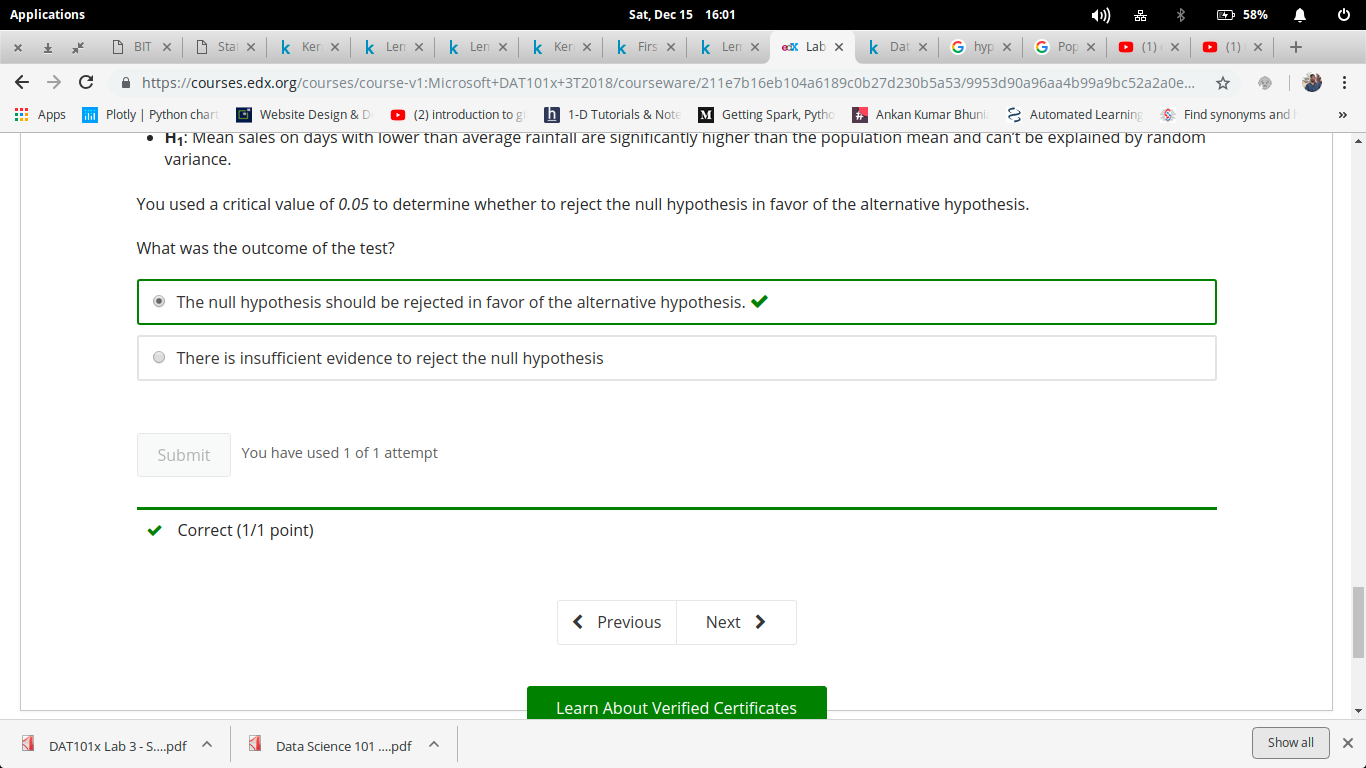 Applications
Sat, Dec 15 16:01
58%
BIT
Stat
Ker
Len
Len
Ker
Firs
Len
edX Lab
Dat
hyp
Pop
(1)
(1)
https://courses.edx.org/courses/course-v1:Microsoft+DAT101x+3T2018/courseware/211e7b16eb104a6189c0b27d230b5a53/9953d90a96aa4b99a9bc52a2a0e...
Apps
Plotly | Python chart
Website Design & D
(2) introduction to gi
1-D Tutorials & Note
Getting Spark, Pytho
Ankan Kumar Bhuni
Automated Learning
Find synonyms and
»
• H1: Mean sales on days with lower than average rainfall are significantly higher than the population mean and can't be explained by random
variance.
You used a critical value of 0.05 to determine whether to reject the null hypothesis in favor of the alternative hypothesis.
What was the outcome of the test?
The null hypothesis should be rejected in favor of the alternative hypothesis.
There is insufficient evidence to reject the null hypothesis
Submit
You have used 1 of 1 attempt
Correct (1/1 point)
Previous
Next
Learn About Verified Certificates
DAT101x Lab 3 - S....pdf
Data Science 101 ....pdf
Show all